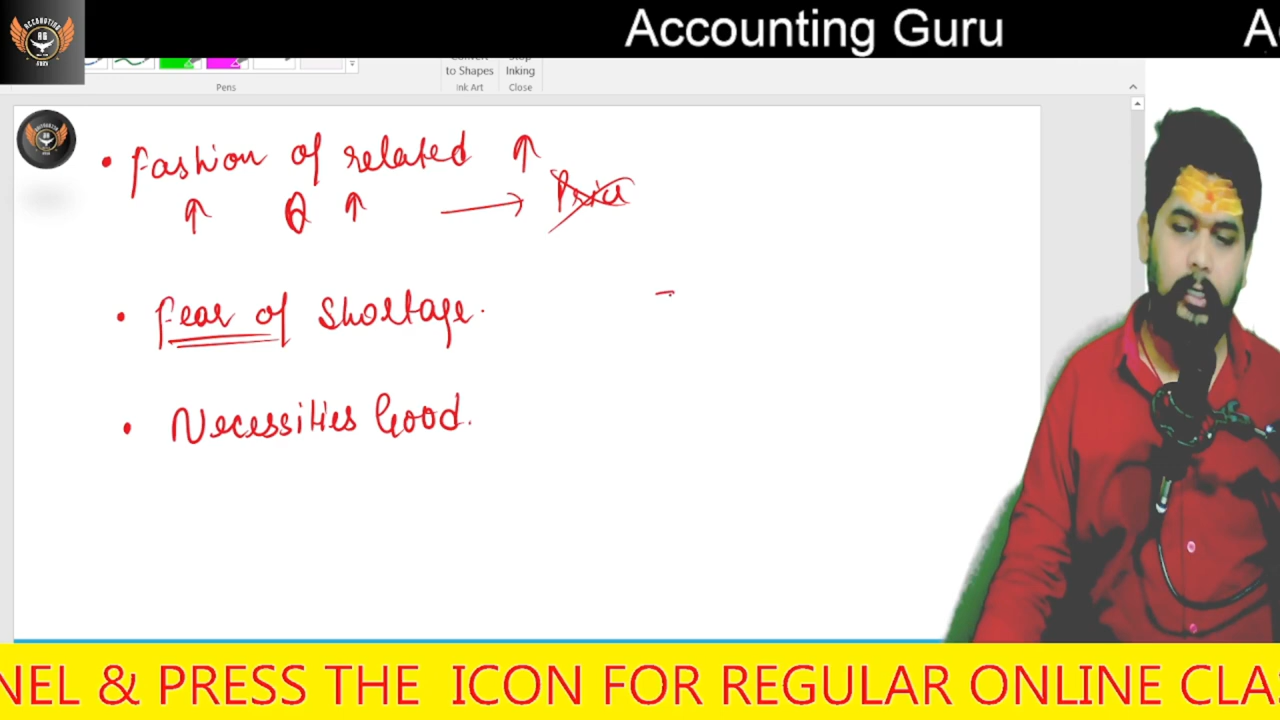 Accounting Guru
A
Pens
to Shapes
Inking
Ink Art
Close
• Fashion of related ↑
↑ Q ↑ → Price
• Fear of Shortage.
• Necessities Good.
NEL & PRESS THE ICON FOR REGULAR ONLINE CLA